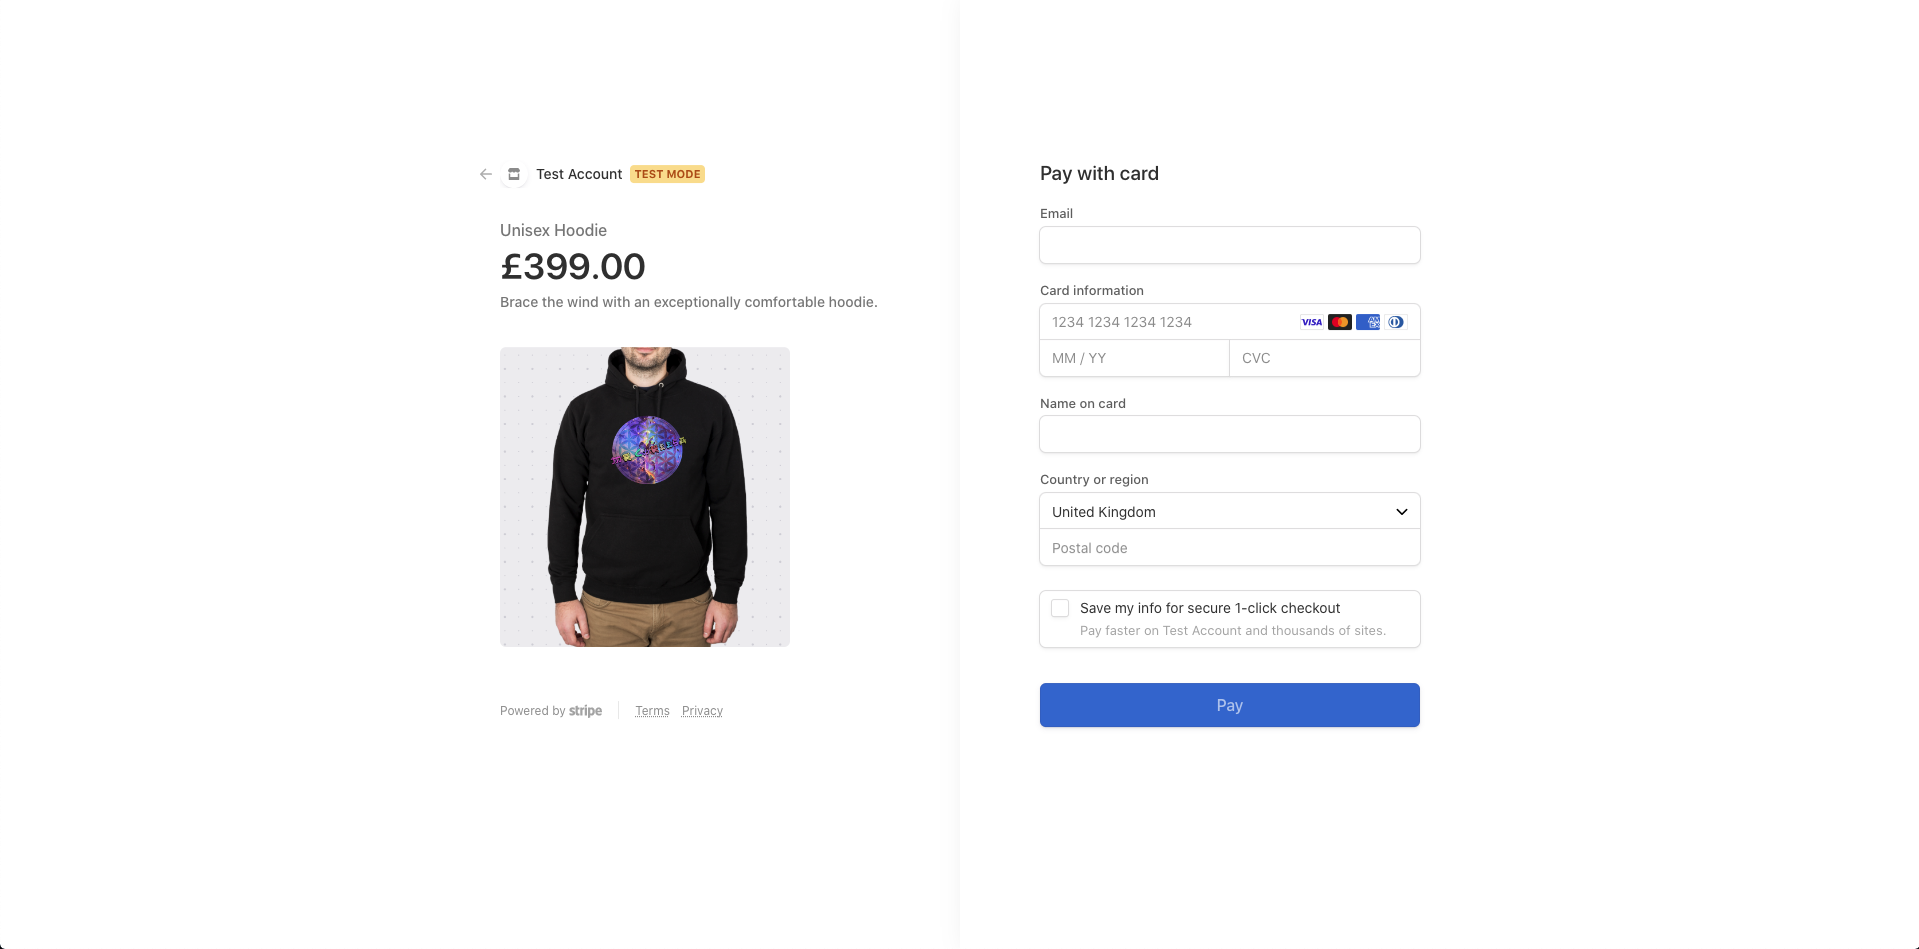 Test Account TEST MODE
Unisex Hoodie
£399.00
Brace the wind with an exceptionally comfortable hoodie.
Powered by stripe
Terms Privacy
Pay with card
Email
Card information
1234 1234 1234 1234 VISA
MM / YY CVC
Name on card
Country or region
United Kingdom
Postal code
Save my info for secure 1-click checkout
Pay faster on Test Account and thousands of sites.
Pay